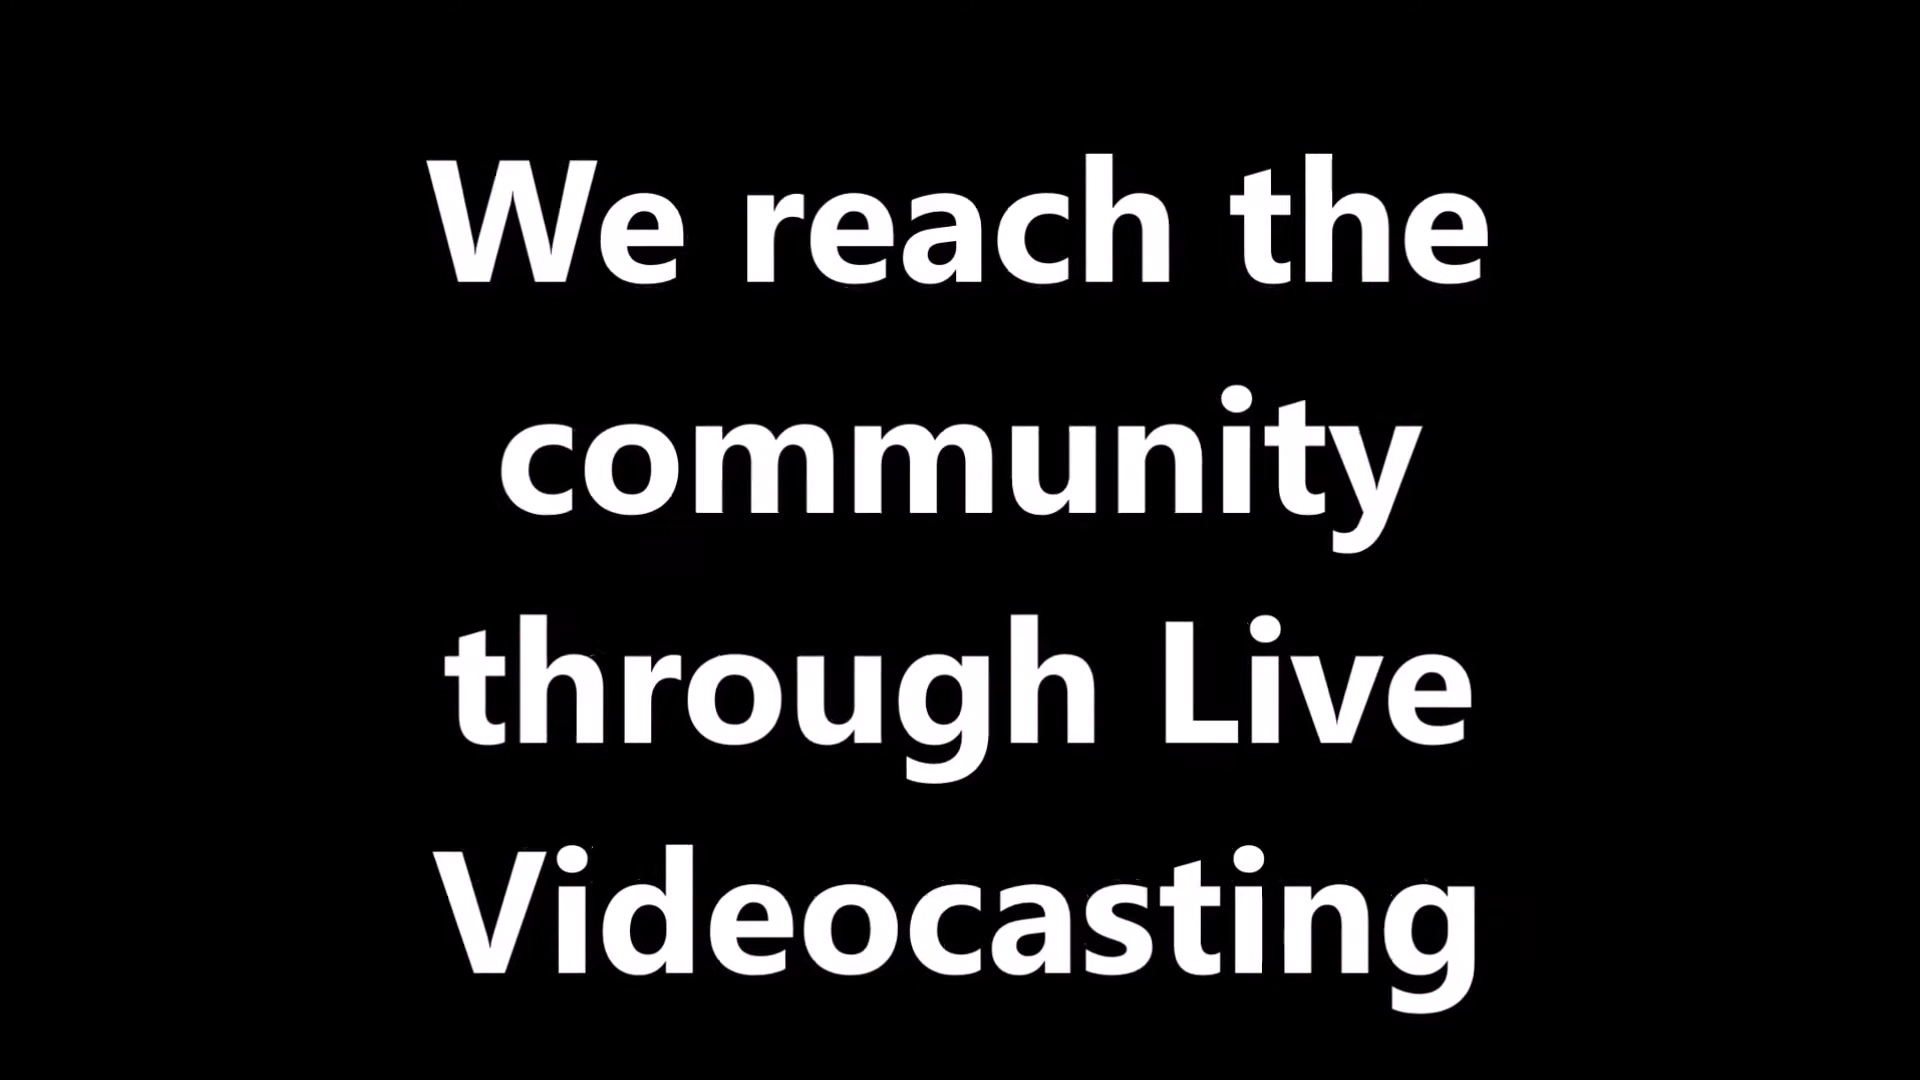 We reach the
community
through Live
Videocasting